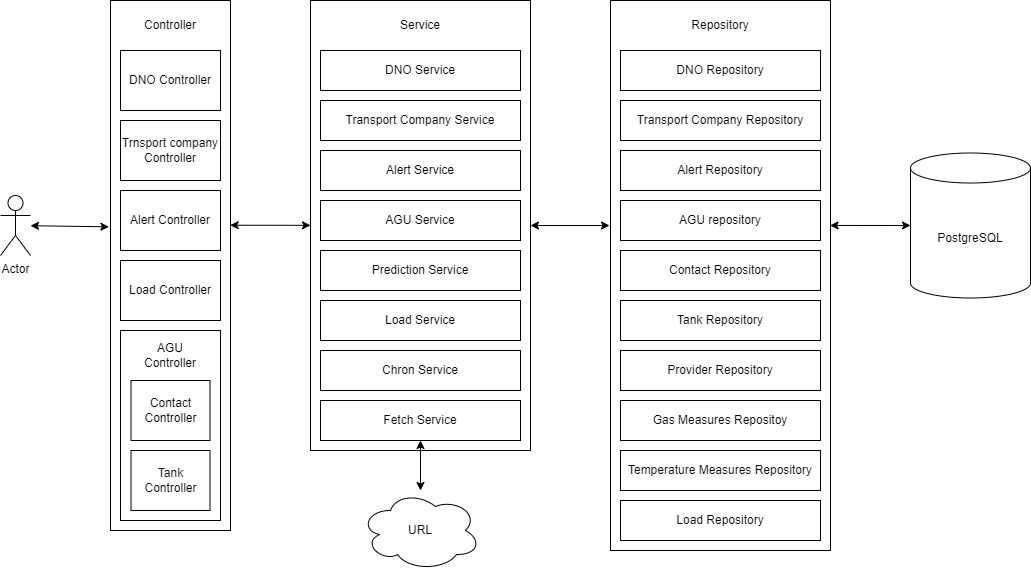 Controller
DNO Controller
Trnsport company
Controller
Alert Controller
Load Controller
AGU
Controller
Contact
Controller
Tank
Controller
Service
DNO Service
Transport Company Service
Alert Service
AGU Service
Prediction Service
Load Service
Chron Service
Fetch Service
URL
Repository
DNO Repository
Transport Company Repository
Alert Repository
AGU repository
Contact Repository
Tank Repository
Provider Repository
Gas Measures Repositoy
Temperature Measures Repository
Load Repository
PostgreSQL
Actor